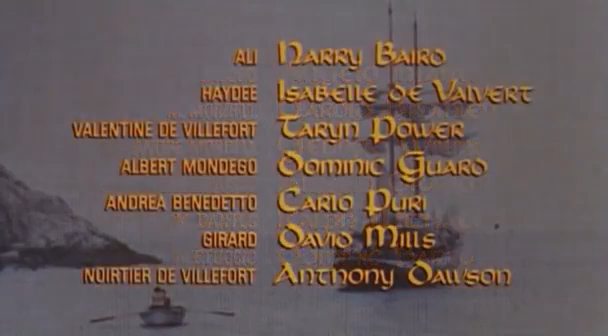 ALI Harry Baird
HAYDEE Isabelle de Valvert
VALENTINE DE VILLEFORT Taryn Power
ALBERT MONDEGO Dominic Guard
ANDREA BENEDETTO Carlo Puri
GIRARD David Mills
NOIRTIER DE VILLEFORT Anthony Dawson